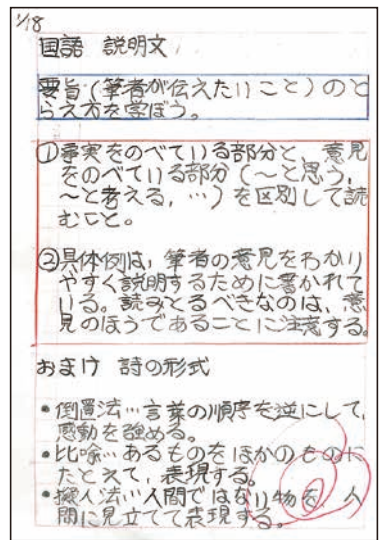 1/18
国語 説明文
要旨(筆者が伝えたいこと)のと
らえ方を学ぼう。
①事実をのべている部分と、意見
をのべている部分(~と思う、
~と考える、…)を区別して読
むこと。
②具体例は、筆者の意見をわかり
やすく説明するために書かれて
いる。読みとるべきなのは、意
見のほうであることに注意する。
おまけ 詩の形式
・倒置法…言葉の順序を逆にして、
感動を強める。
・比喩…あるものをほかのものに
たとえて、表現する。
・擬人法…人間ではない物を、人
間に見立てて表現する。